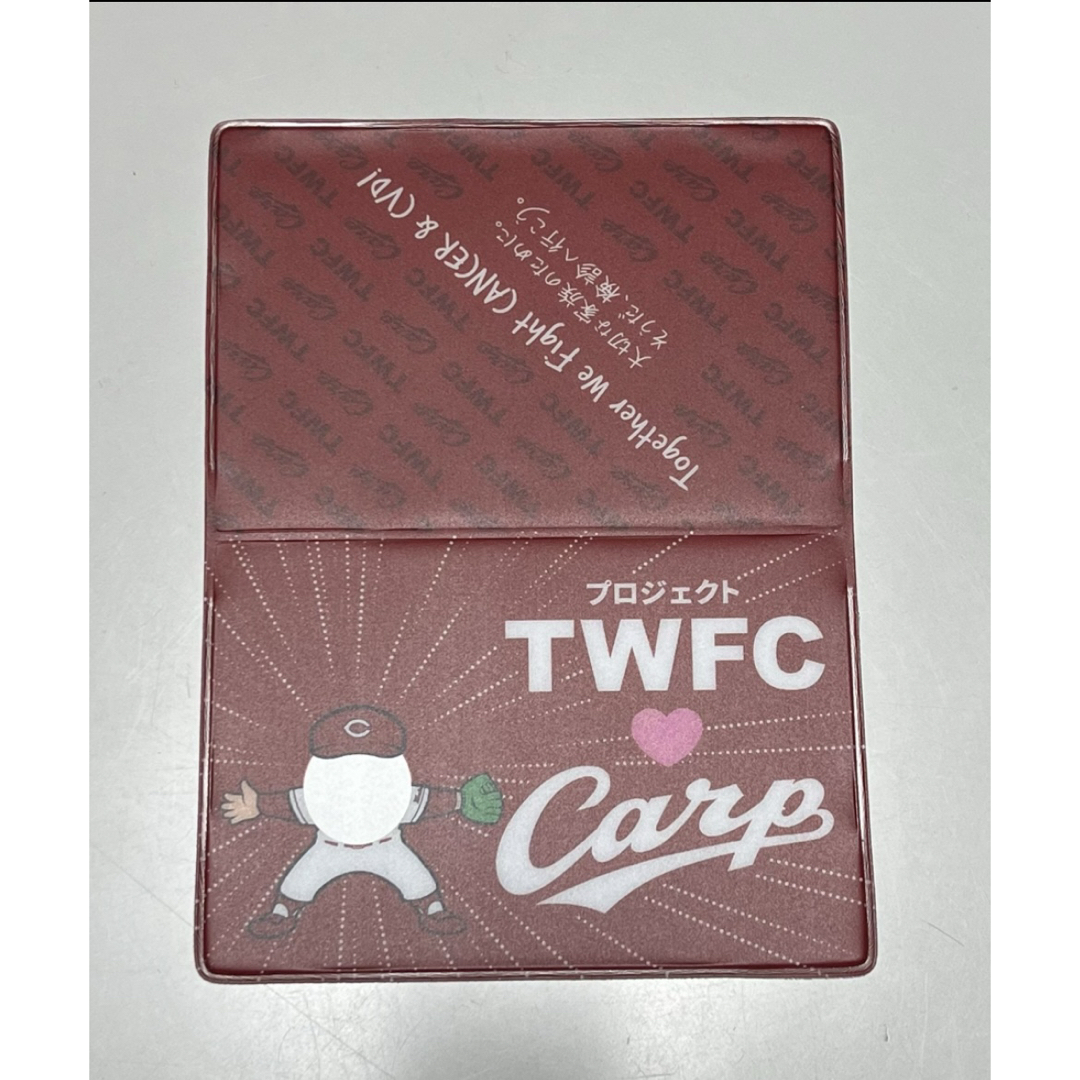 Together We Fight CANCER & CVD!
大切な家族のために。
そうだ、検診へ行こう。
プロジェクト
TWFC
Carp
C